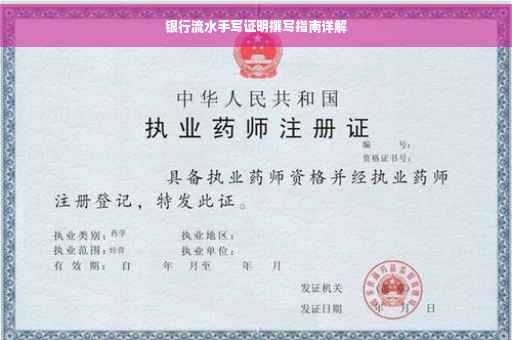 银行流水手写证明撰写指南详解
中华人民共和国
执业药师注册证
编　　号:
资格证书号:
具备执业药师资格并经执业药师
注册登记，特发此证。
执业类别: 药学　执业地区:
执业范围: 经营　执业单位:
有 效 期: 自　年　月至　年　月
发证机关
发证日期　年　月　日